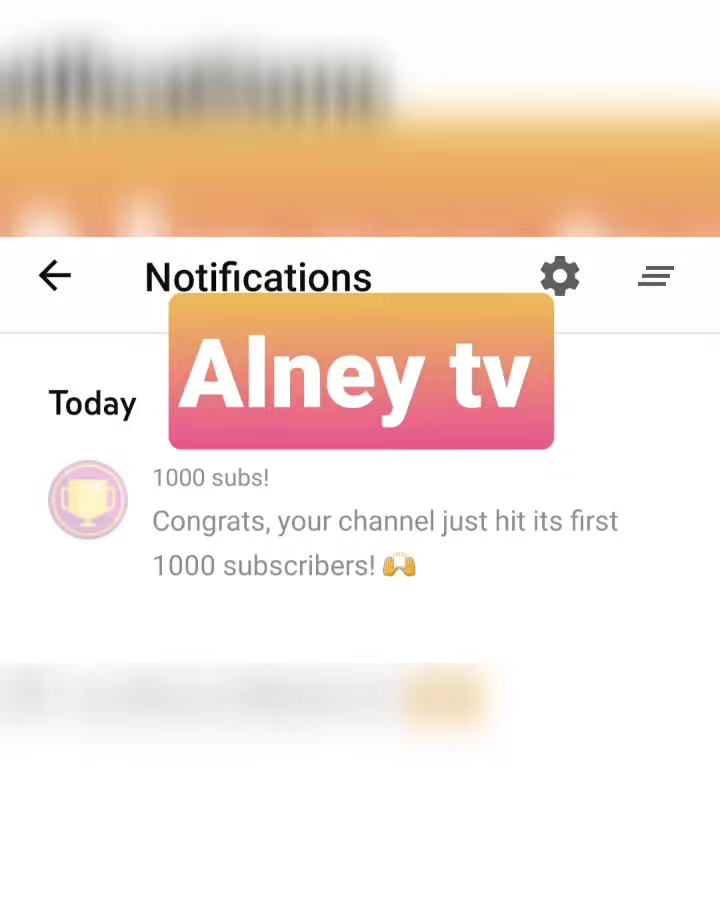 Notifications
Alney tv
Today
1000 subs!
Congrats, your channel just hit its first
1000 subscribers! 🙌